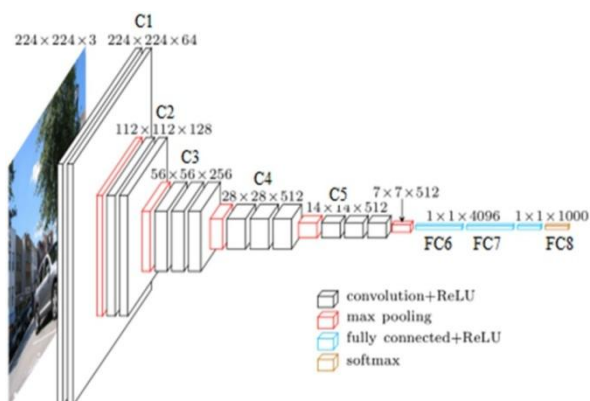 C1
224×224×3 224×224×64
C2
112×112×128
C3
56×56×256
C4
28×28×512
C5
14×14×512
7×7×512
1×1×4096 1×1×1000
FC6 FC7 FC8
convolution+ReLU
max pooling
fully connected+ReLU
softmax